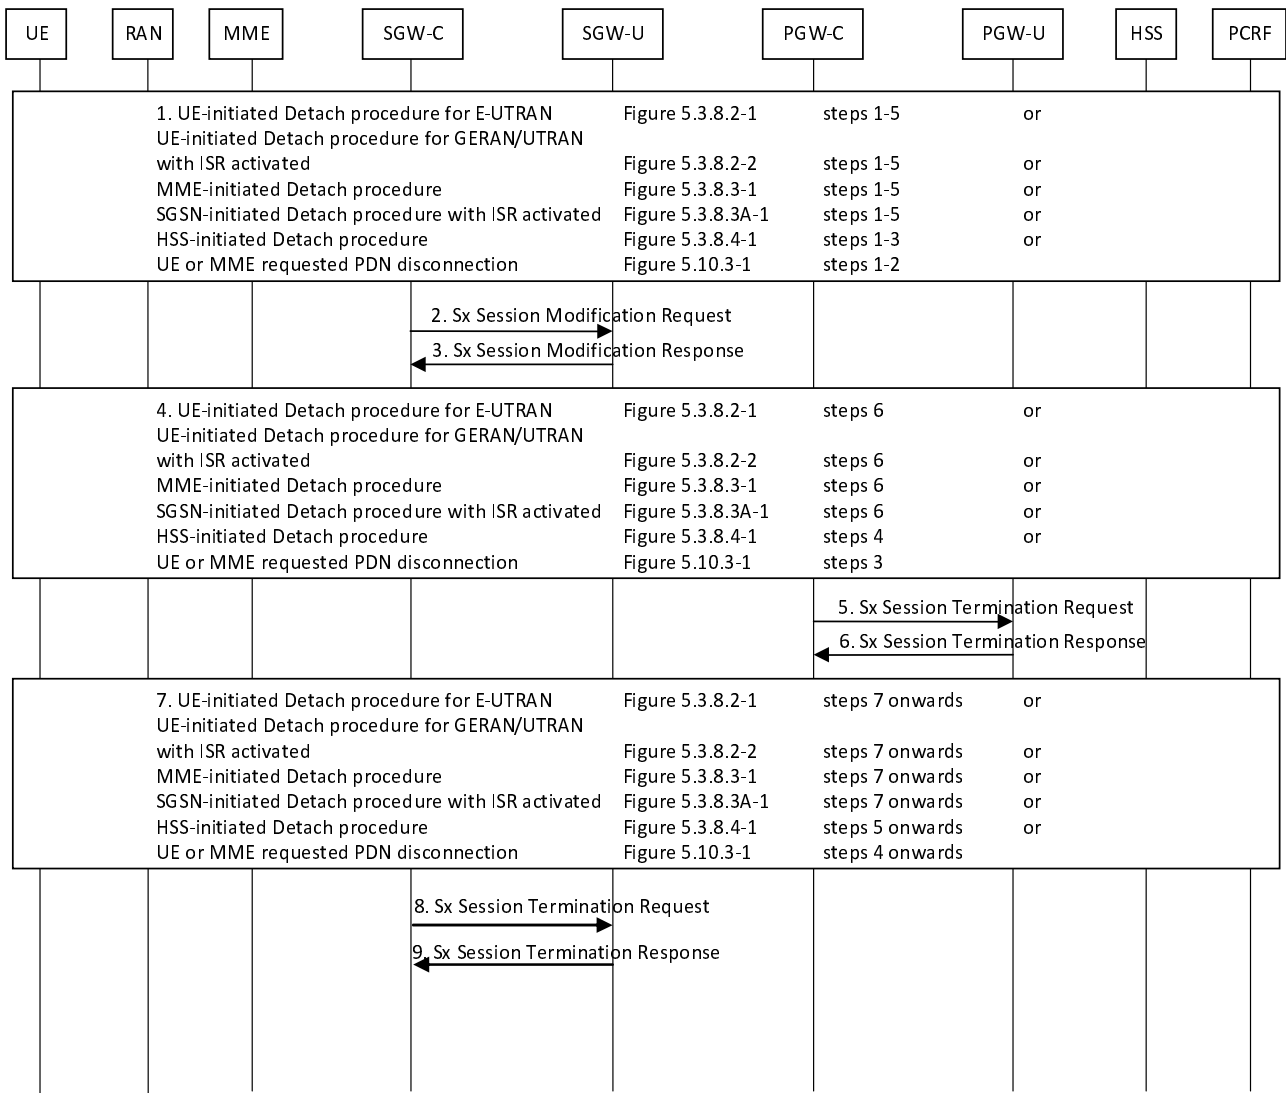 UE RAN MME SGW-C SGW-U PGW-C PGW-U HSS PCRF
1. UE-initiated Detach procedure for E-UTRAN Figure 5.3.8.2-1 steps 1-5 or
UE-initiated Detach procedure for GERAN/UTRAN
with ISR activated Figure 5.3.8.2-2 steps 1-5 or
MME-initiated Detach procedure Figure 5.3.8.3-1 steps 1-5 or
SGSN-initiated Detach procedure with ISR activated Figure 5.3.8.3A-1 steps 1-5 or
HSS-initiated Detach procedure Figure 5.3.8.4-1 steps 1-3 or
UE or MME requested PDN disconnection Figure 5.10.3-1 steps 1-2
2. Sx Session Modification Request
3. Sx Session Modification Response
4. UE-initiated Detach procedure for E-UTRAN Figure 5.3.8.2-1 steps 6 or
UE-initiated Detach procedure for GERAN/UTRAN
with ISR activated Figure 5.3.8.2-2 steps 6 or
MME-initiated Detach procedure Figure 5.3.8.3-1 steps 6 or
SGSN-initiated Detach procedure with ISR activated Figure 5.3.8.3A-1 steps 6 or
HSS-initiated Detach procedure Figure 5.3.8.4-1 steps 4 or
UE or MME requested PDN disconnection Figure 5.10.3-1 steps 3
5. Sx Session Termination Request
6. Sx Session Termination Response
7. UE-initiated Detach procedure for E-UTRAN Figure 5.3.8.2-1 steps 7 onwards or
UE-initiated Detach procedure for GERAN/UTRAN
with ISR activated Figure 5.3.8.2-2 steps 7 onwards or
MME-initiated Detach procedure Figure 5.3.8.3-1 steps 7 onwards or
SGSN-initiated Detach procedure with ISR activated Figure 5.3.8.3A-1 steps 7 onwards or
HSS-initiated Detach procedure Figure 5.3.8.4-1 steps 5 onwards or
UE or MME requested PDN disconnection Figure 5.10.3-1 steps 4 onwards
8. Sx Session Termination Request
9. Sx Session Termination Response